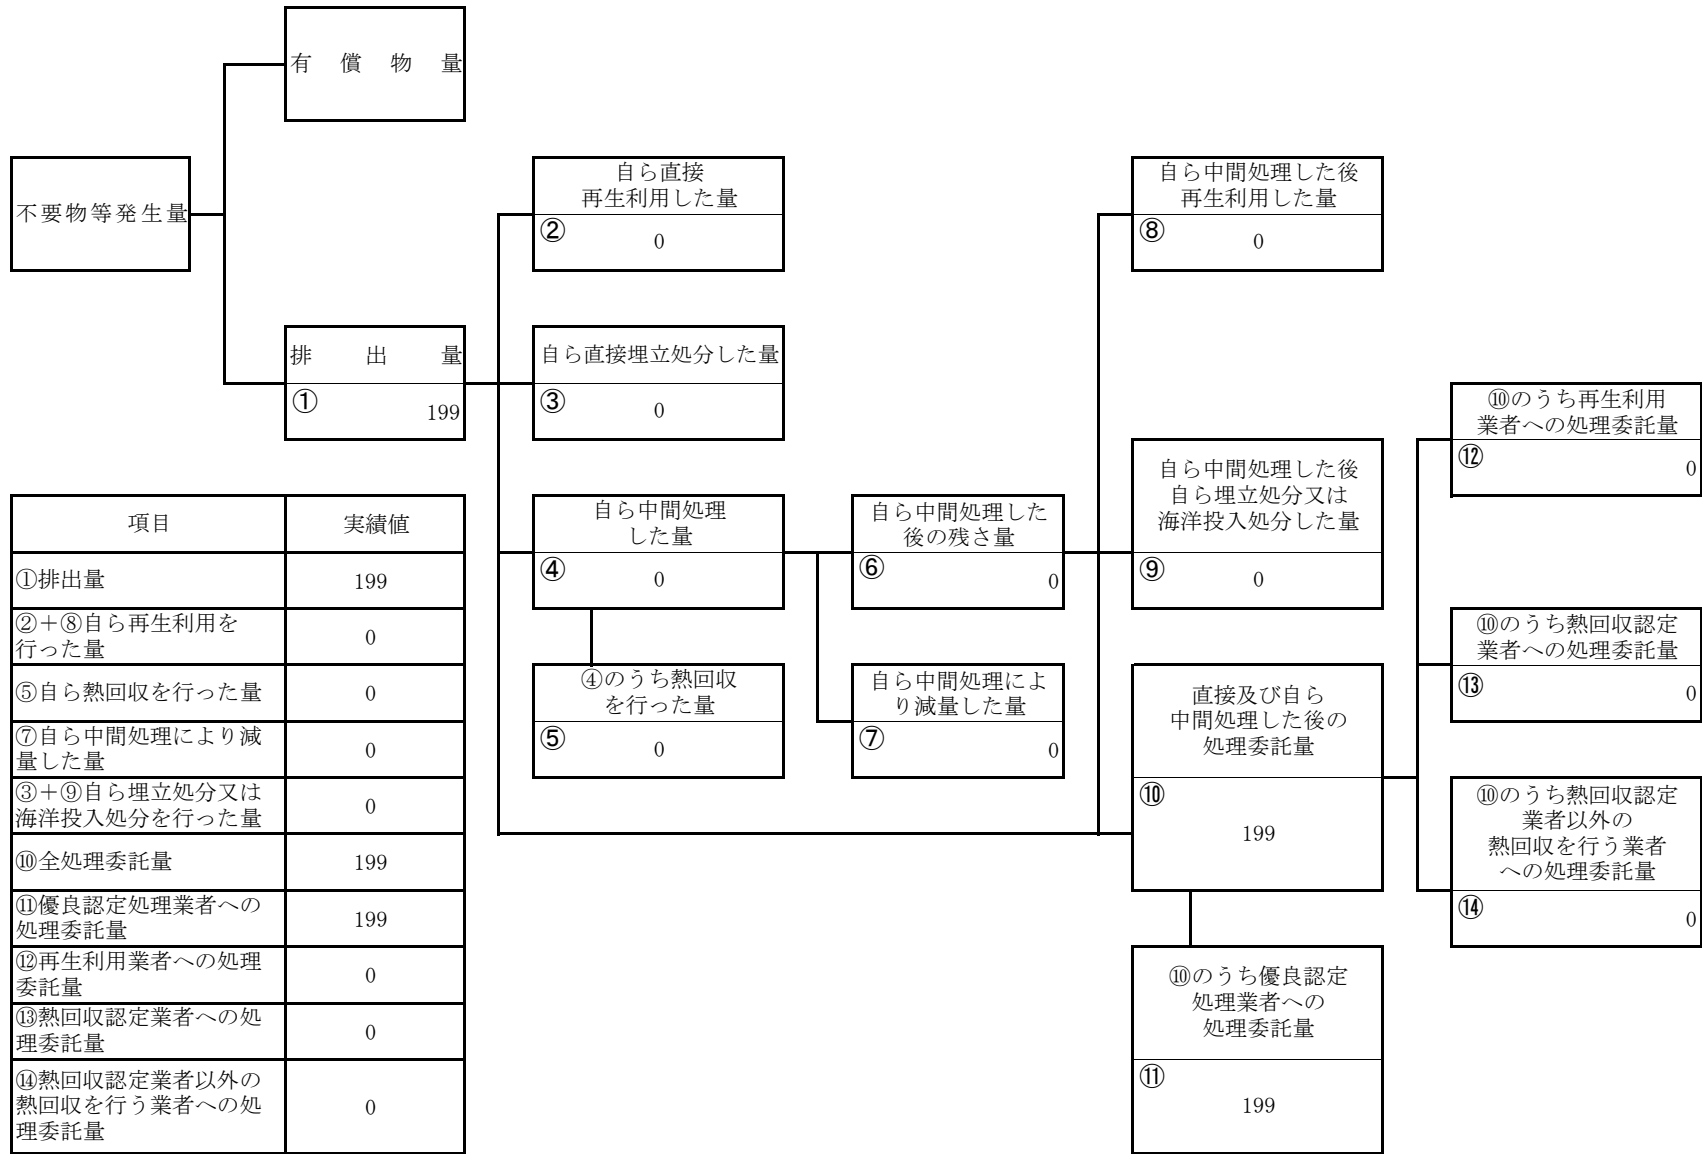 有償物量
不要物等発生量
排出量
①
199
自ら直接
再生利用した量
②
0
自ら直接埋立処分した量
③
0
自ら中間処理
した量
④
0
④のうち熱回収
を行った量
⑤
0
自ら中間処理した
後の残さ量
⑥
0
自ら中間処理によ
り減量した量
⑦
0
自ら中間処理した後
再生利用した量
⑧
0
自ら中間処理した後
自ら埋立処分又は
海洋投入処分した量
⑨
0
直接及び自ら
中間処理した後の
処理委託量
⑩
199
⑩のうち優良認定
処理業者への
処理委託量
⑪
199
⑩のうち再生利用
業者への処理委託量
⑫
0
⑩のうち熱回収認定
業者への処理委託量
⑬
0
⑩のうち熱回収認定
業者以外の
熱回収を行う業者
への処理委託量
⑭
0
項目 実績値
①排出量 199
②+⑧自ら再生利用を
行った量 0
⑤自ら熱回収を行った量 0
⑦自ら中間処理により減
量した量 0
③+⑨自ら埋立処分又は
海洋投入処分を行った量 0
⑩全処理委託量 199
⑪優良認定処理業者への
処理委託量 199
⑫再生利用業者への処理
委託量 0
⑬熱回収認定業者への処
理委託量 0
⑭熱回収認定業者以外の
熱回収を行う業者への処
理委託量 0